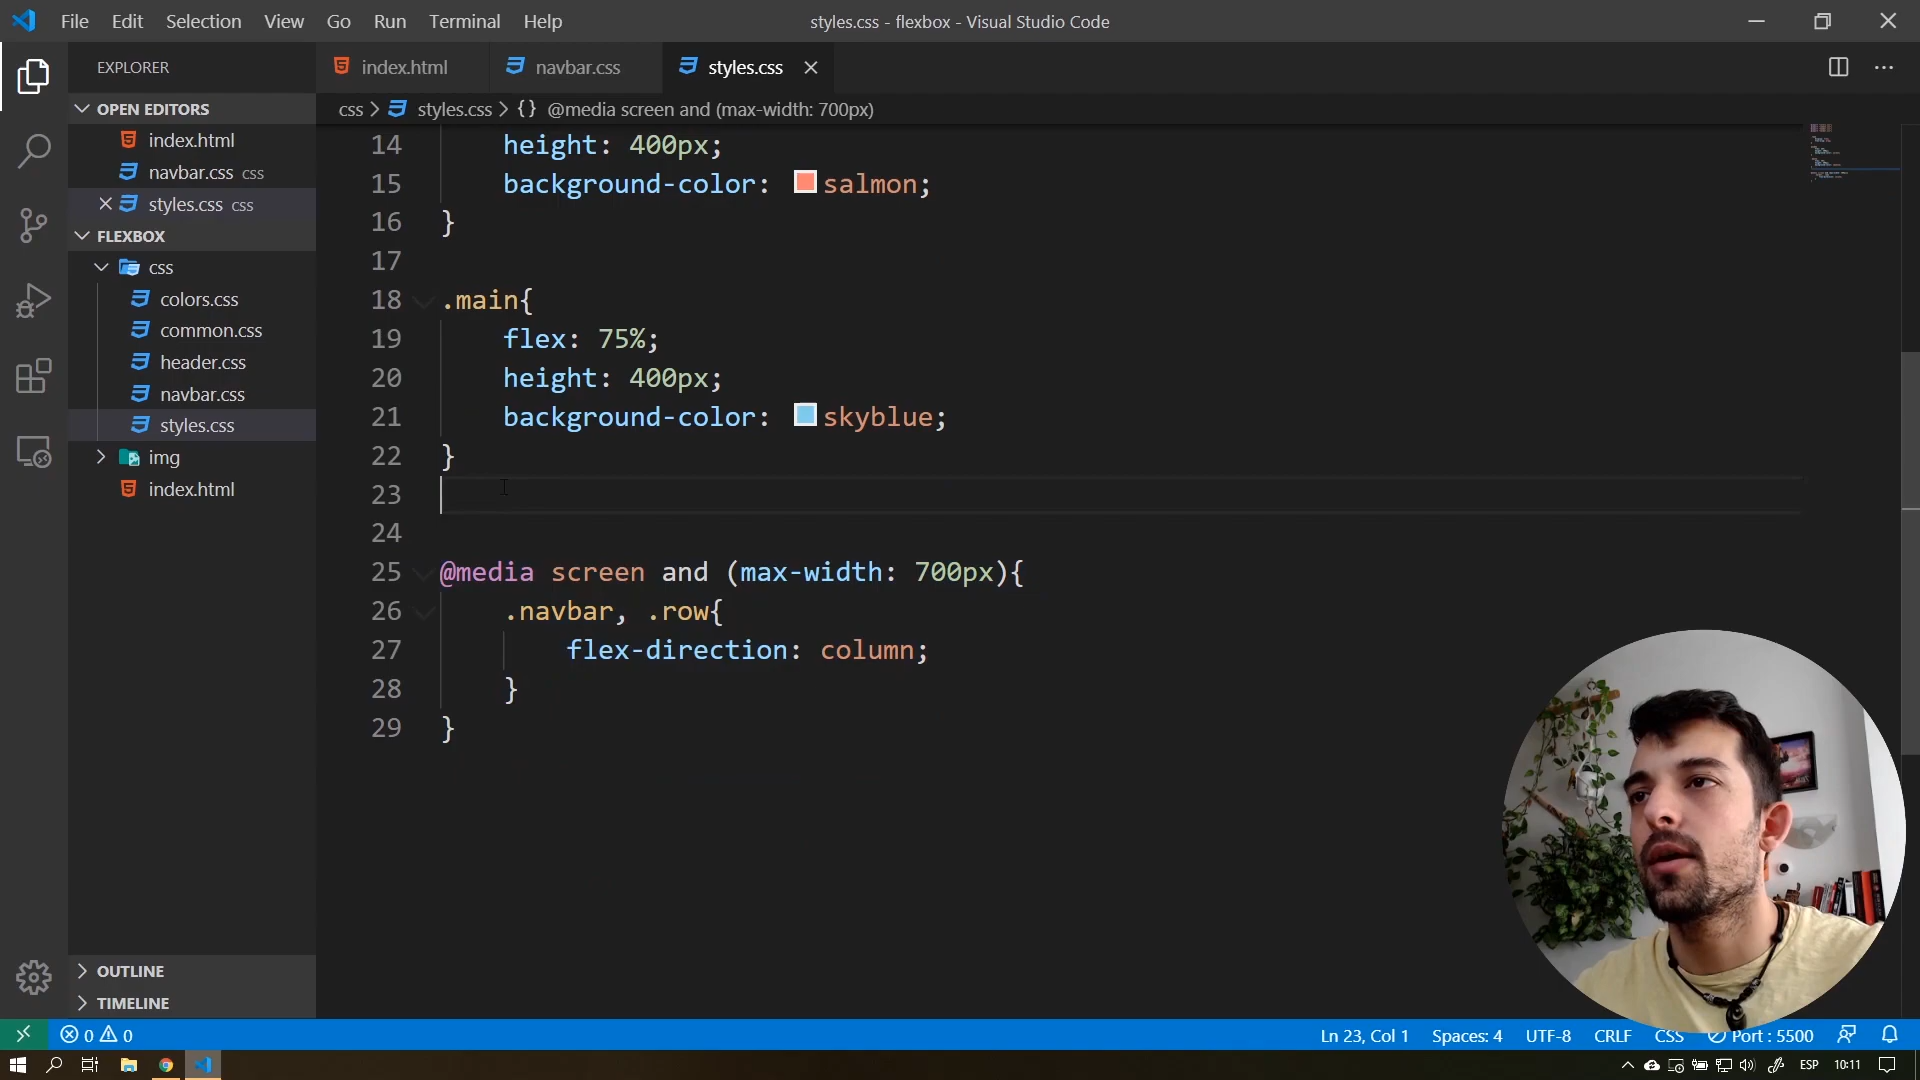 File Edit Selection View Go Run Terminal Help
styles.css - flexbox - Visual Studio Code
EXPLORER
OPEN EDITORS
index.html
navbar.css css
styles.css css
FLEXBOX
css
colors.css
common.css
header.css
navbar.css
styles.css
img
index.html
OUTLINE
TIMELINE
index.html navbar.css styles.css
css > styles.css > {} @media screen and (max-width: 700px)
14 height: 400px;
15 background-color: salmon;
16 }
17
18 .main{
19 flex: 75%;
20 height: 400px;
21 background-color: skyblue;
22 }
23
24
25 @media screen and (max-width: 700px){
26 .navbar, .row{
27 flex-direction: column;
28 }
29 }
0 0
Ln 23, Col 1 Spaces: 4 UTF-8 CRLF CSS Port : 5500
ESP 10:11